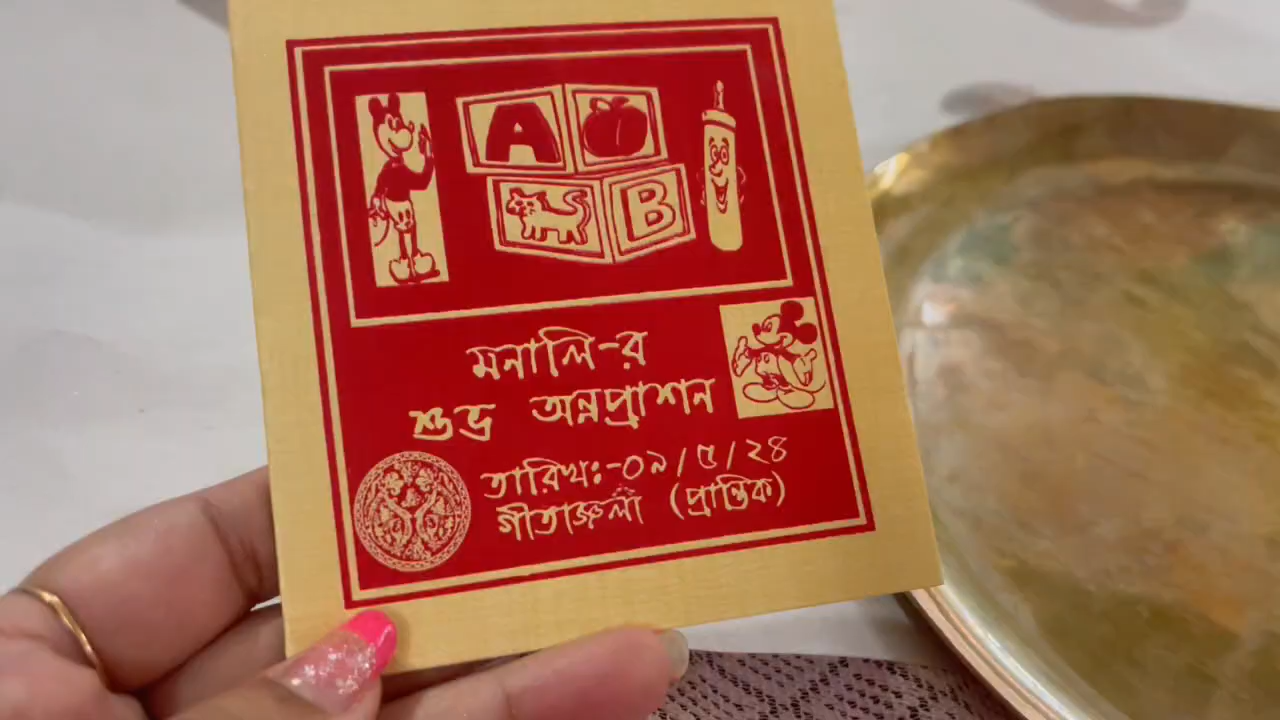 A
B
মনালি-র
শুভ্র অন্নপ্রাশন
তারিখঃ-০৯/৫/২৪
গীতাঞ্জলী (প্রান্তিক)